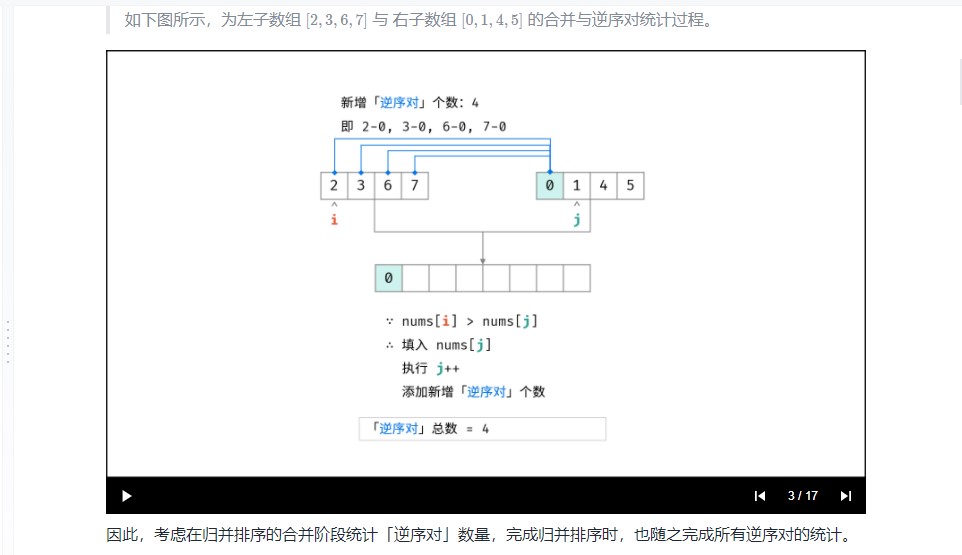 如下图所示，为左子数组 [2,3,6,7] 与 右子数组 [0,1,4,5] 的合并与逆序对统计过程。
新增「逆序对」个数：4
即 2-0, 3-0, 6-0, 7-0
2 3 6 7 0 1 4 5
^ ^
i j
0
∵ nums[i] > nums[j]
∴ 填入 nums[j]
执行 j++
添加新增「逆序对」个数
「逆序对」总数 = 4
3 / 17
因此，考虑在归并排序的合并阶段统计「逆序对」数量，完成归并排序时，也随之完成所有逆序对的统计。